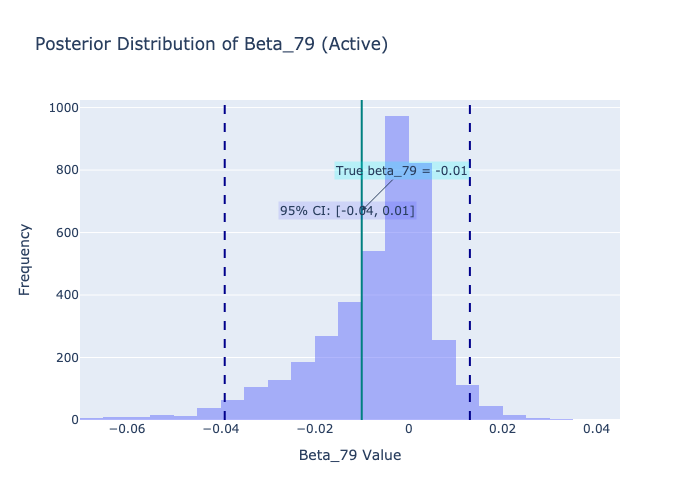 Posterior Distribution of Beta_79 (Active)
1000
800
600
400
200
0
True beta_79 = -0.01
95% CI: [-0.04, 0.01]
−0.06
−0.04
−0.02
0
0.02
0.04
Beta_79 Value
Frequency